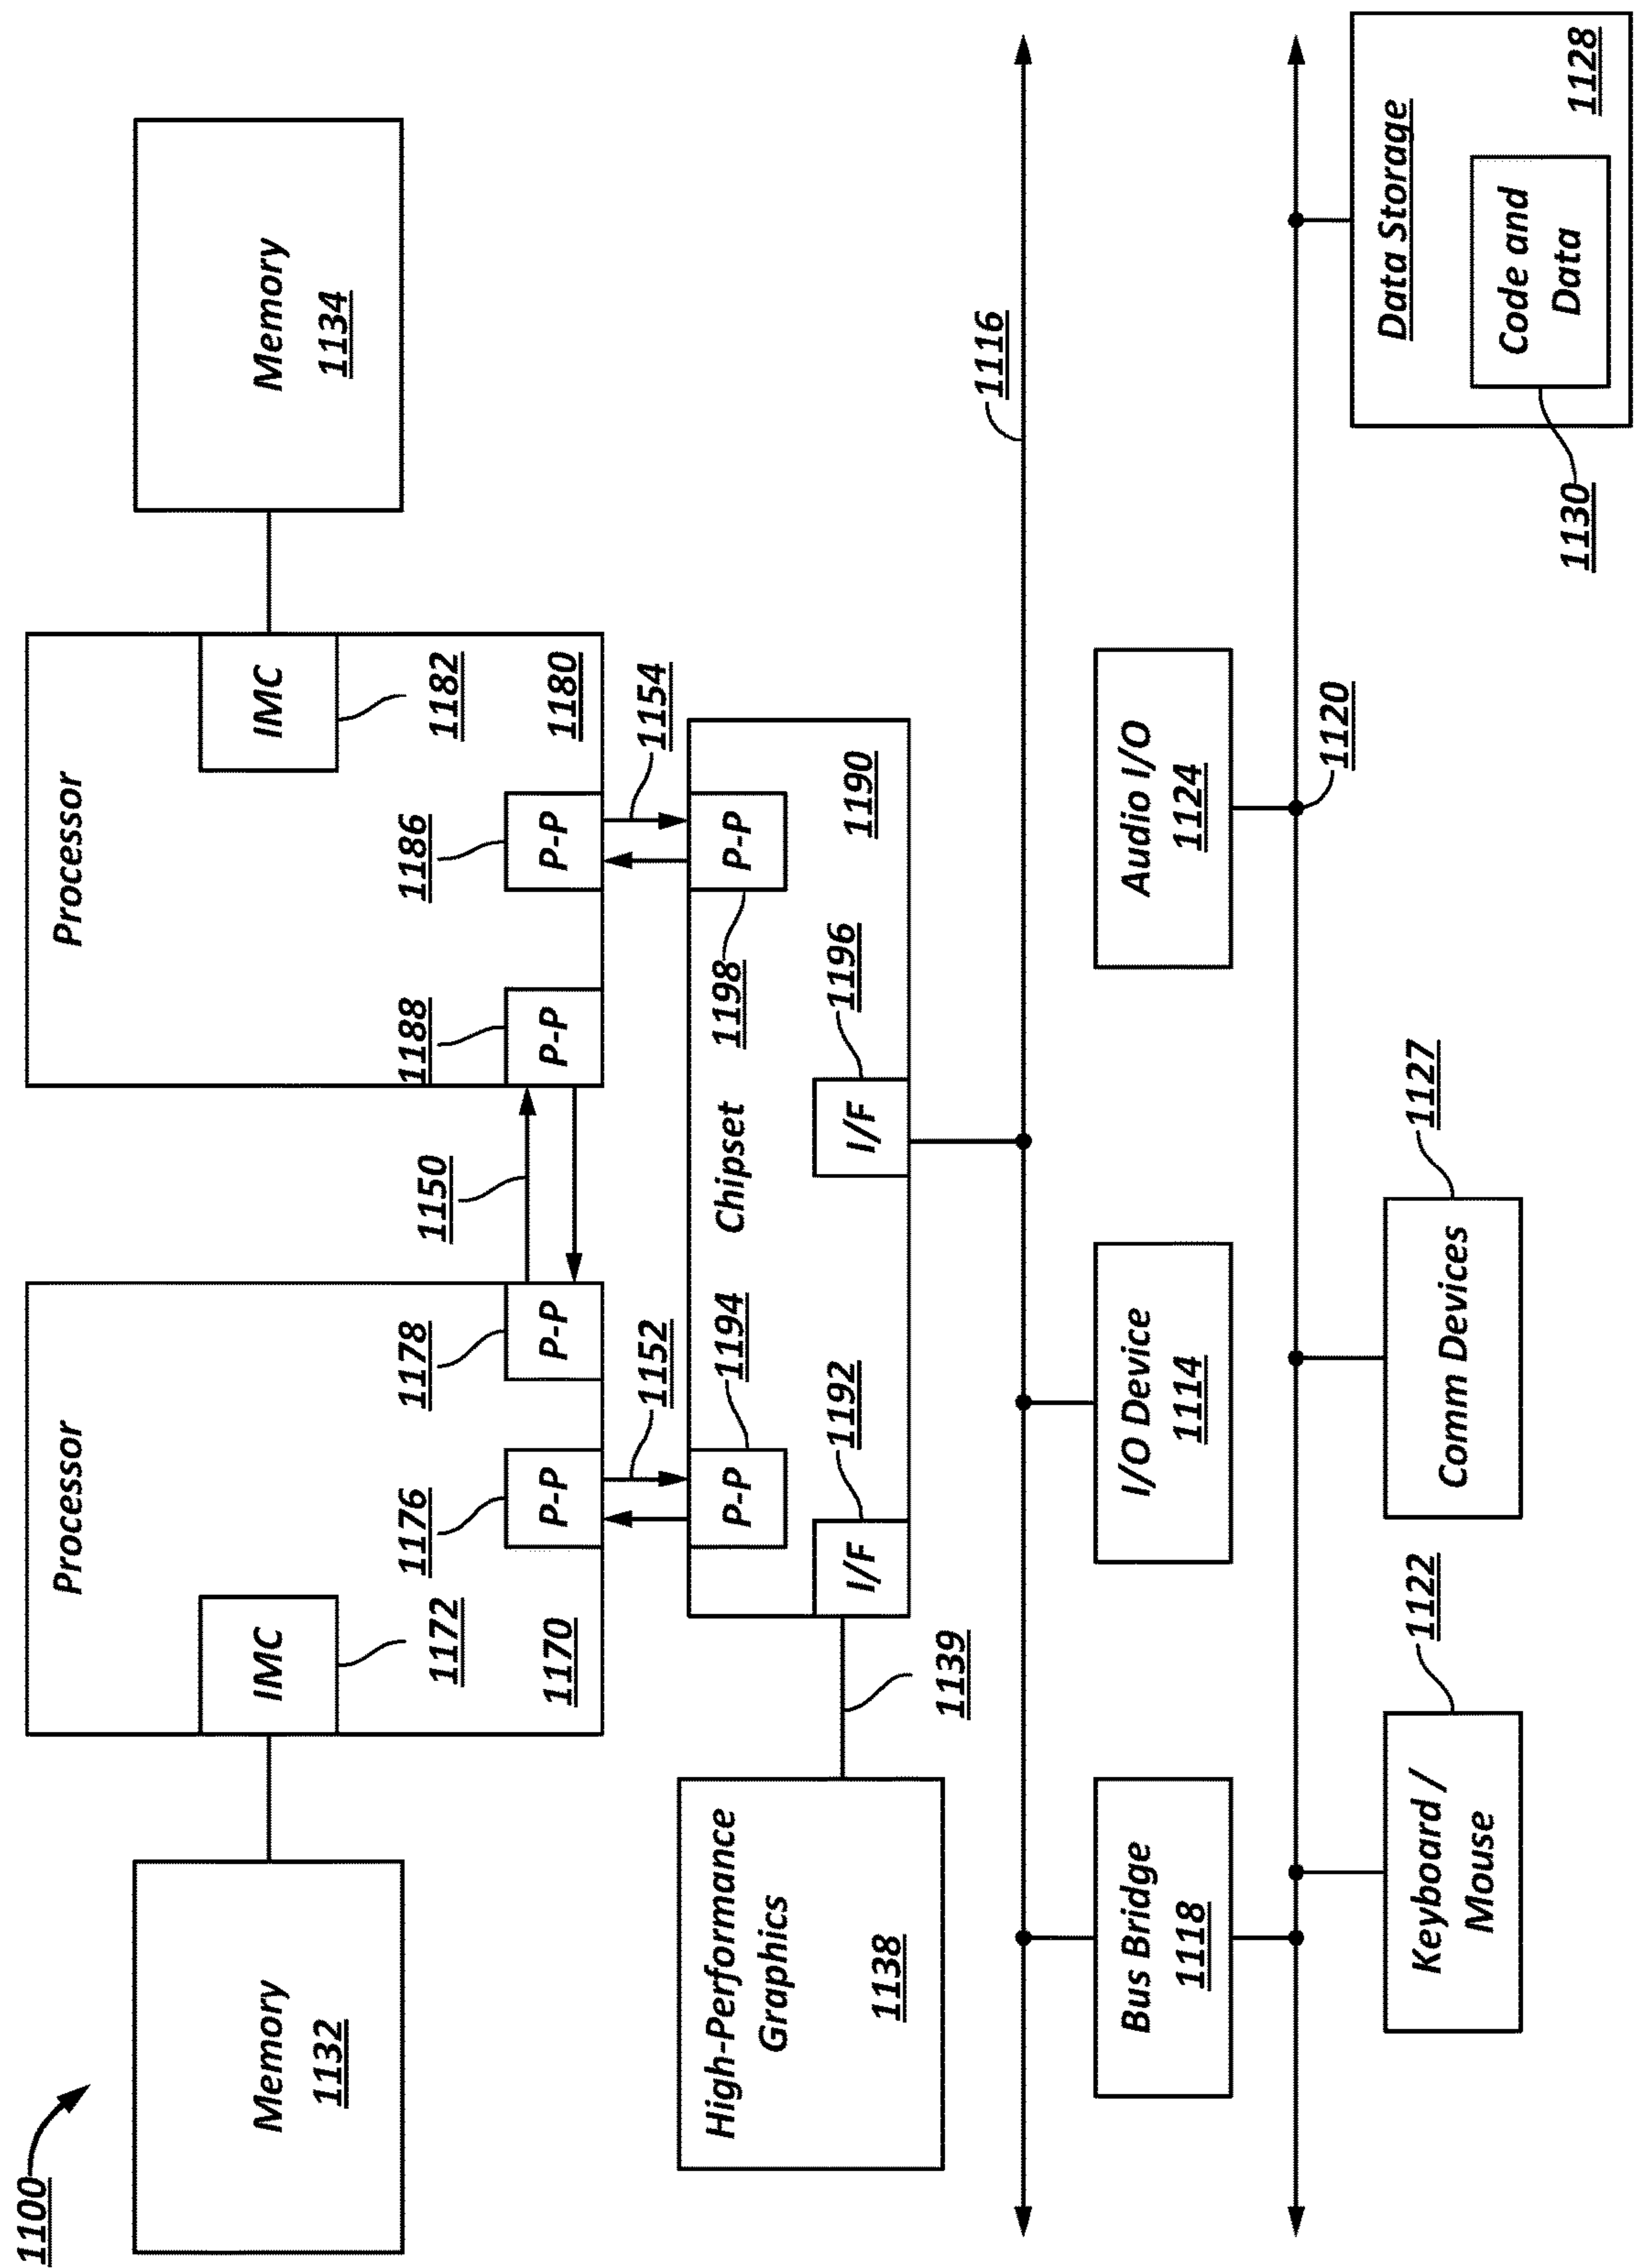 1100
Memory
1132
Processor
IMC
1172
1170
1176
P-P
1178
P-P
1150
Processor
1188
P-P
1186
P-P
IMC
1182
1180
Memory
1134
1152
1154
High-Performance
Graphics
1138
1139
P-P
1194
Chipset
1198
P-P
1190
I/F
1192
I/F
1196
1116
Bus Bridge
1118
I/O Device
1114
Audio I/O
1124
1120
Keyboard /
Mouse
1122
Comm Devices
1127
Data Storage
1128
Code and
Data
1130